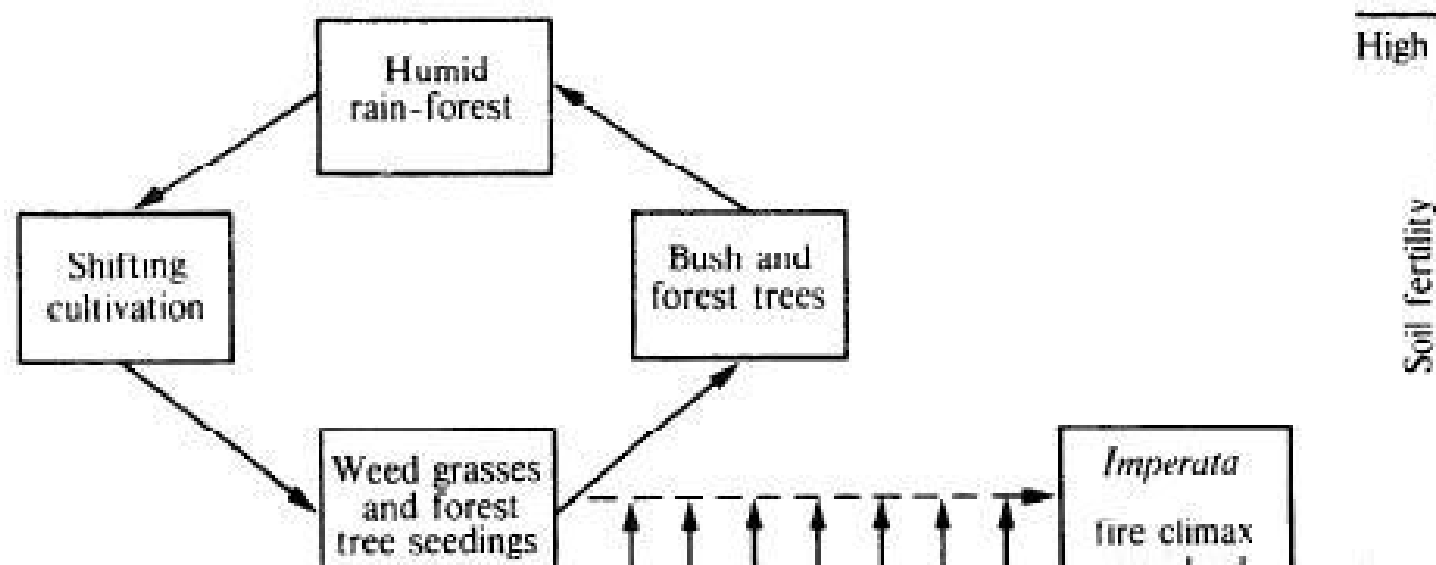 Humid
rain-forest
High
Shifting
cultivation
Bush and
forest trees
Soil fertility
Weed grasses
and forest
tree seedings
Imperata
fire climax